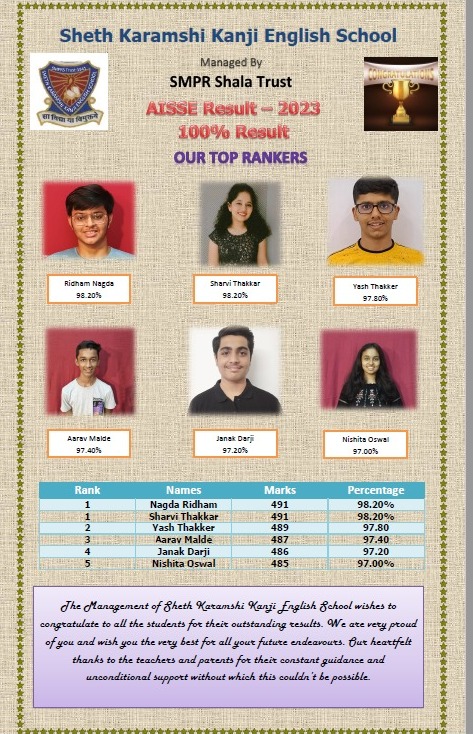 Sheth Karamshi Kanji English School
Managed By
SMPR Shala Trust
CONGRATULATIONS
AISSE Result – 2023
100% Result
OUR TOP RANKERS
सा विद्या या विमुक्तये
Ridham Nagda
98.20%
Sharvi Thakkar
98.20%
Yash Thakker
97.80%
Aarav Malde
97.40%
Janak Darji
97.20%
Nishita Oswal
97.00%
Rank Names Marks Percentage
1 Nagda Ridham 491 98.20%
1 Sharvi Thakkar 491 98.20%
2 Yash Thakker 489 97.80
3 Aarav Malde 487 97.40
4 Janak Darji 486 97.20
5 Nishita Oswal 485 97.00%
The Management of Sheth Karamshi Kanji English School wishes to
congratulate to all the students for their outstanding results. We are very proud
of you and wish you the very best for all your future endeavours. Our heartfelt
thanks to the teachers and parents for their constant guidance and
unconditional support without which this couldn't be possible.